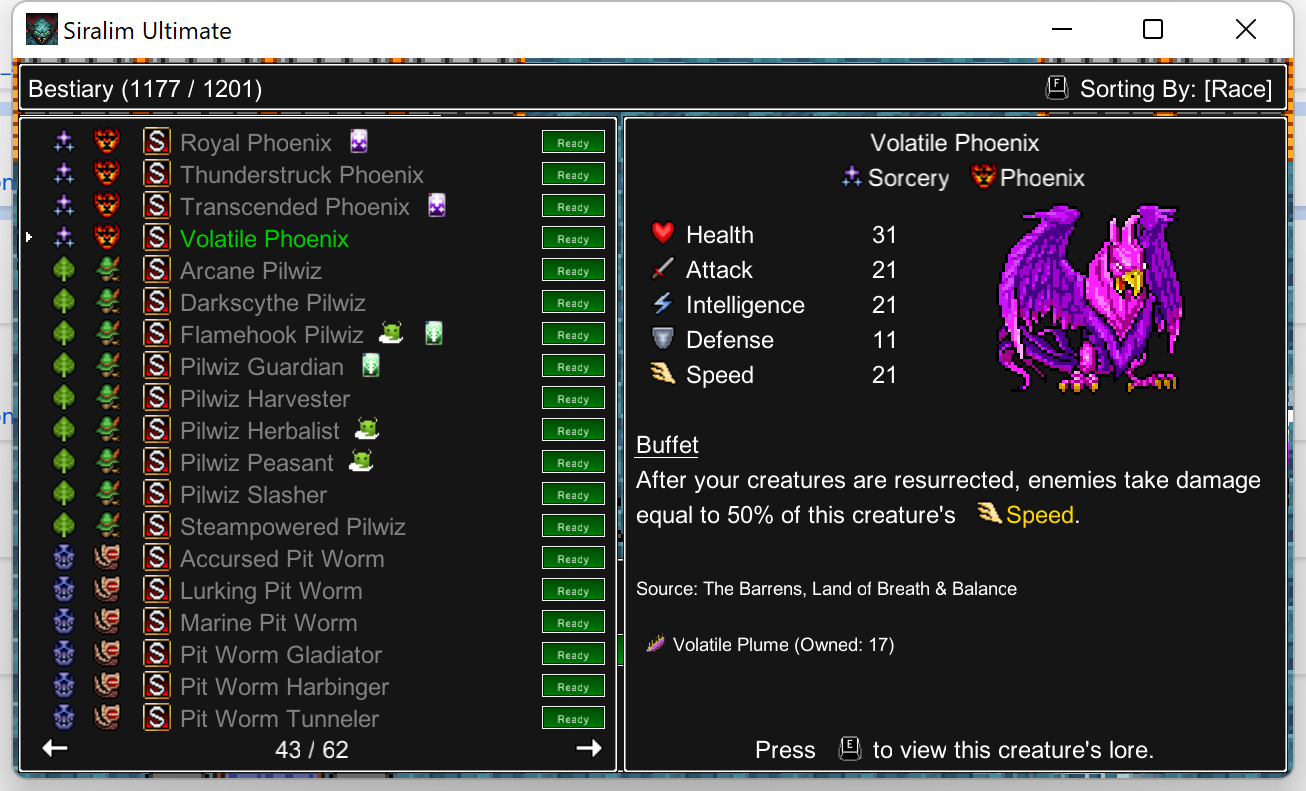 Siralim Ultimate
Bestiary (1177 / 1201)
F Sorting By: [Race]
S Royal Phoenix Ready
S Thunderstruck Phoenix Ready
S Transcended Phoenix Ready
S Volatile Phoenix Ready
S Arcane Pilwiz Ready
S Darkscythe Pilwiz Ready
S Flamehook Pilwiz Ready
S Pilwiz Guardian Ready
S Pilwiz Harvester Ready
S Pilwiz Herbalist Ready
S Pilwiz Peasant Ready
S Pilwiz Slasher Ready
S Steampowered Pilwiz Ready
S Accursed Pit Worm Ready
S Lurking Pit Worm Ready
S Marine Pit Worm Ready
S Pit Worm Gladiator Ready
S Pit Worm Harbinger Ready
S Pit Worm Tunneler Ready
43 / 62
Volatile Phoenix
Sorcery Phoenix
Health 31
Attack 21
Intelligence 21
Defense 11
Speed 21
Buffet
After your creatures are resurrected, enemies take damage
equal to 50% of this creature's Speed.
Source: The Barrens, Land of Breath & Balance
Volatile Plume (Owned: 17)
Press E to view this creature's lore.